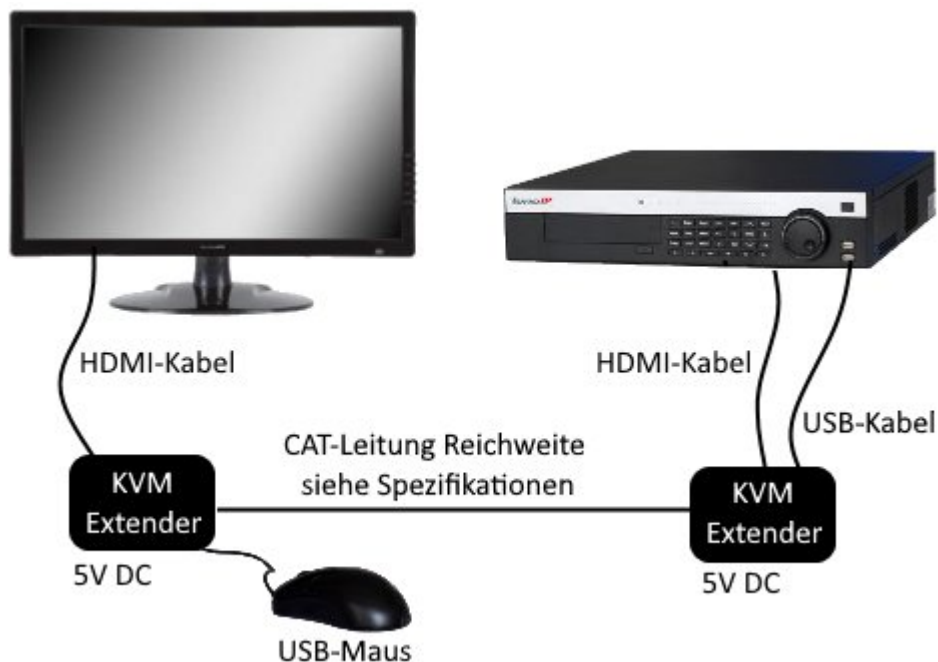 HDMI-Kabel
HDMI-Kabel
USB-Kabel
CAT-Leitung Reichweite
siehe Spezifikationen
KVM
Extender
KVM
Extender
5V DC
5V DC
USB-Maus